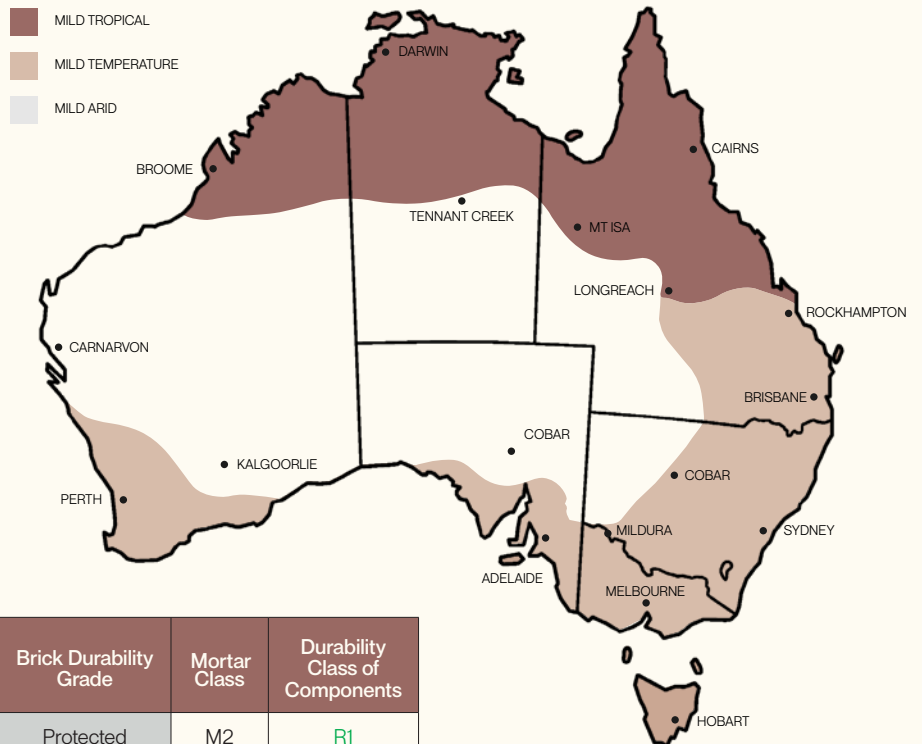 MILD TROPICAL
MILD TEMPERATURE
MILD ARID
DARWIN
CAIRNS
BROOME
TENNANT CREEK
MT ISA
LONGREACH
ROCKHAMPTON
CARNARVON
BRISBANE
COBAR
KALGOORLIE
COBAR
PERTH
MILDURA
SYDNEY
ADELAIDE
MELBOURNE
HOBART
Brick Durability
Grade
Mortar
Class
Durability
Class of
Components
Protected
M2
R1